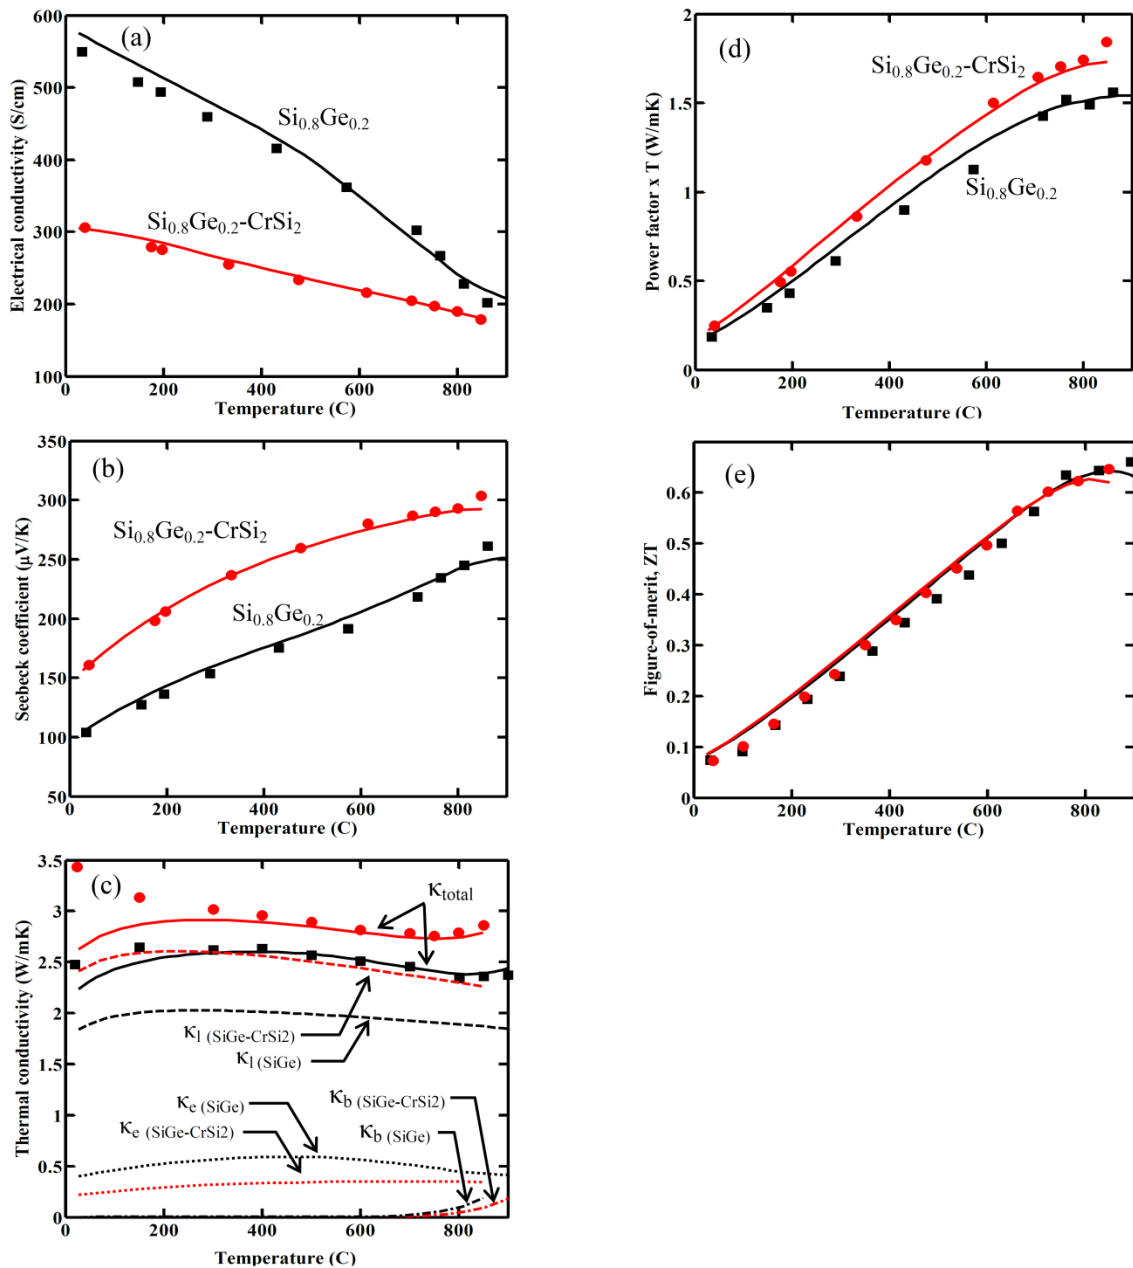 (a)
600
500
400
300
200
100
Electrical conductivity (S/cm)
Si0.8Ge0.2
Si0.8Ge0.2-CrSi2
0 200 400 600 800
Temperature (C)
(d)
2
1.5
1
0.5
0
Power factor x T (W/mK)
Si0.8Ge0.2-CrSi2
Si0.8Ge0.2
200 400 600 800
Temperature (C)
(b)
350
300
250
200
150
100
50
Seebeck coefficient (μV/K)
Si0.8Ge0.2-CrSi2
Si0.8Ge0.2
0 200 400 600 800
Temperature (C)
(e)
0.6
0.5
0.4
0.3
0.2
0.1
0
Figure-of-merit, ZT
0 200 400 600 800
Temperature (C)
(c)
3.5
3
2.5
2
1.5
1
0.5
0
Thermal conductivity (W/mK)
κtotal
κl (SiGe-CrSi2)
κl (SiGe)
κe (SiGe)
κe (SiGe-CrSi2)
κb (SiGe-CrSi2)
κb (SiGe)
0 200 400 600 800
Temperature (C)